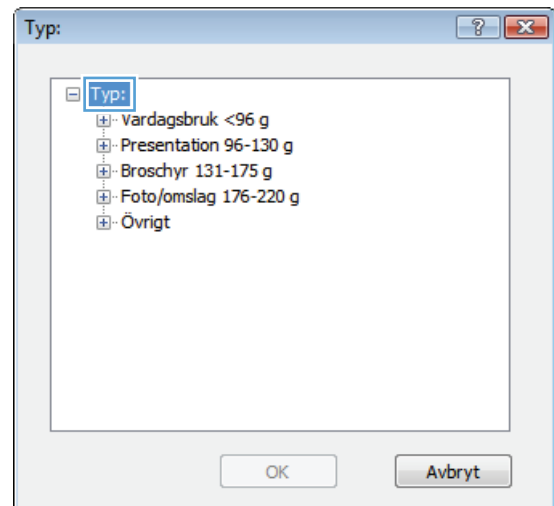 Typ:
Typ:
Vardagsbruk <96 g
Presentation 96-130 g
Broschyr 131-175 g
Foto/omslag 176-220 g
Övrigt
OK Avbryt